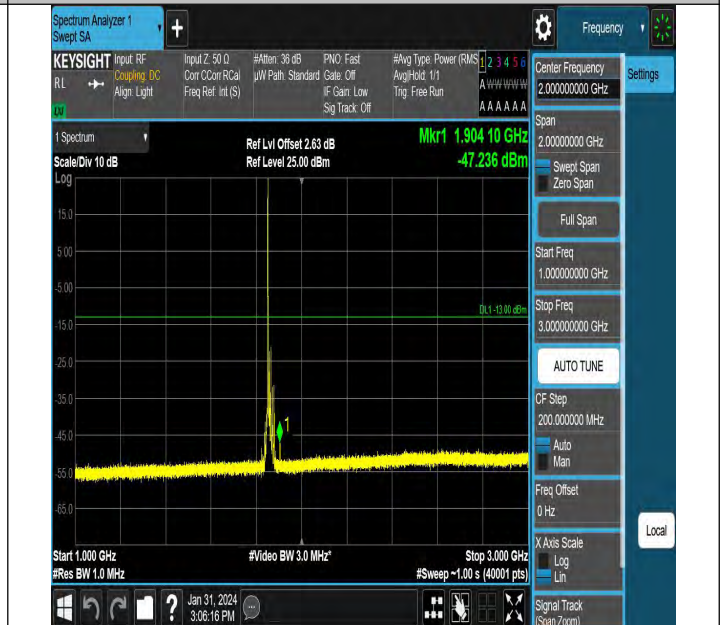 Spectrum Analyzer 1
Swept SA
+
Frequency
KEYSIGHT
Input: RF
Input Z: 50 Ω
#Atten: 36 dB
PNO: Fast
#Avg Type: Power (RMS
1 2 3 4 5 6
RL
Coupling: DC
Corr CCorr RCal
µW Path: Standard
Gate: Off
Avg|Hold: 1/1
A W W W W W
Align: Light
Freq Ref: Int (S)
IF Gain: Low
Trig: Free Run
Sig Track: Off
A A A A A A
1 Spectrum
Scale/Div 10 dB
Ref Lvl Offset 2.63 dB
Ref Level 25.00 dBm
Mkr1 1.904 10 GHz
-47.236 dBm
Log
15.0
5.00
-5.00
-15.0
-25.0
-35.0
-45.0
-55.0
-65.0
DL1 -13.00 dBm
1
Start 1.000 GHz
#Video BW 3.0 MHz*
Stop 3.000 GHz
#Res BW 1.0 MHz
#Sweep ~1.00 s (40001 pts)
Center Frequency
2.000000000 GHz
Settings
Span
2.00000000 GHz
Swept Span
Zero Span
Full Span
Start Freq
1.000000000 GHz
Stop Freq
3.000000000 GHz
AUTO TUNE
CF Step
200.000000 MHz
Auto
Man
Freq Offset
0 Hz
X Axis Scale
Log
Lin
Local
Signal Track
(Span Zoom)
?
Jan 31, 2024
3:06:16 PM